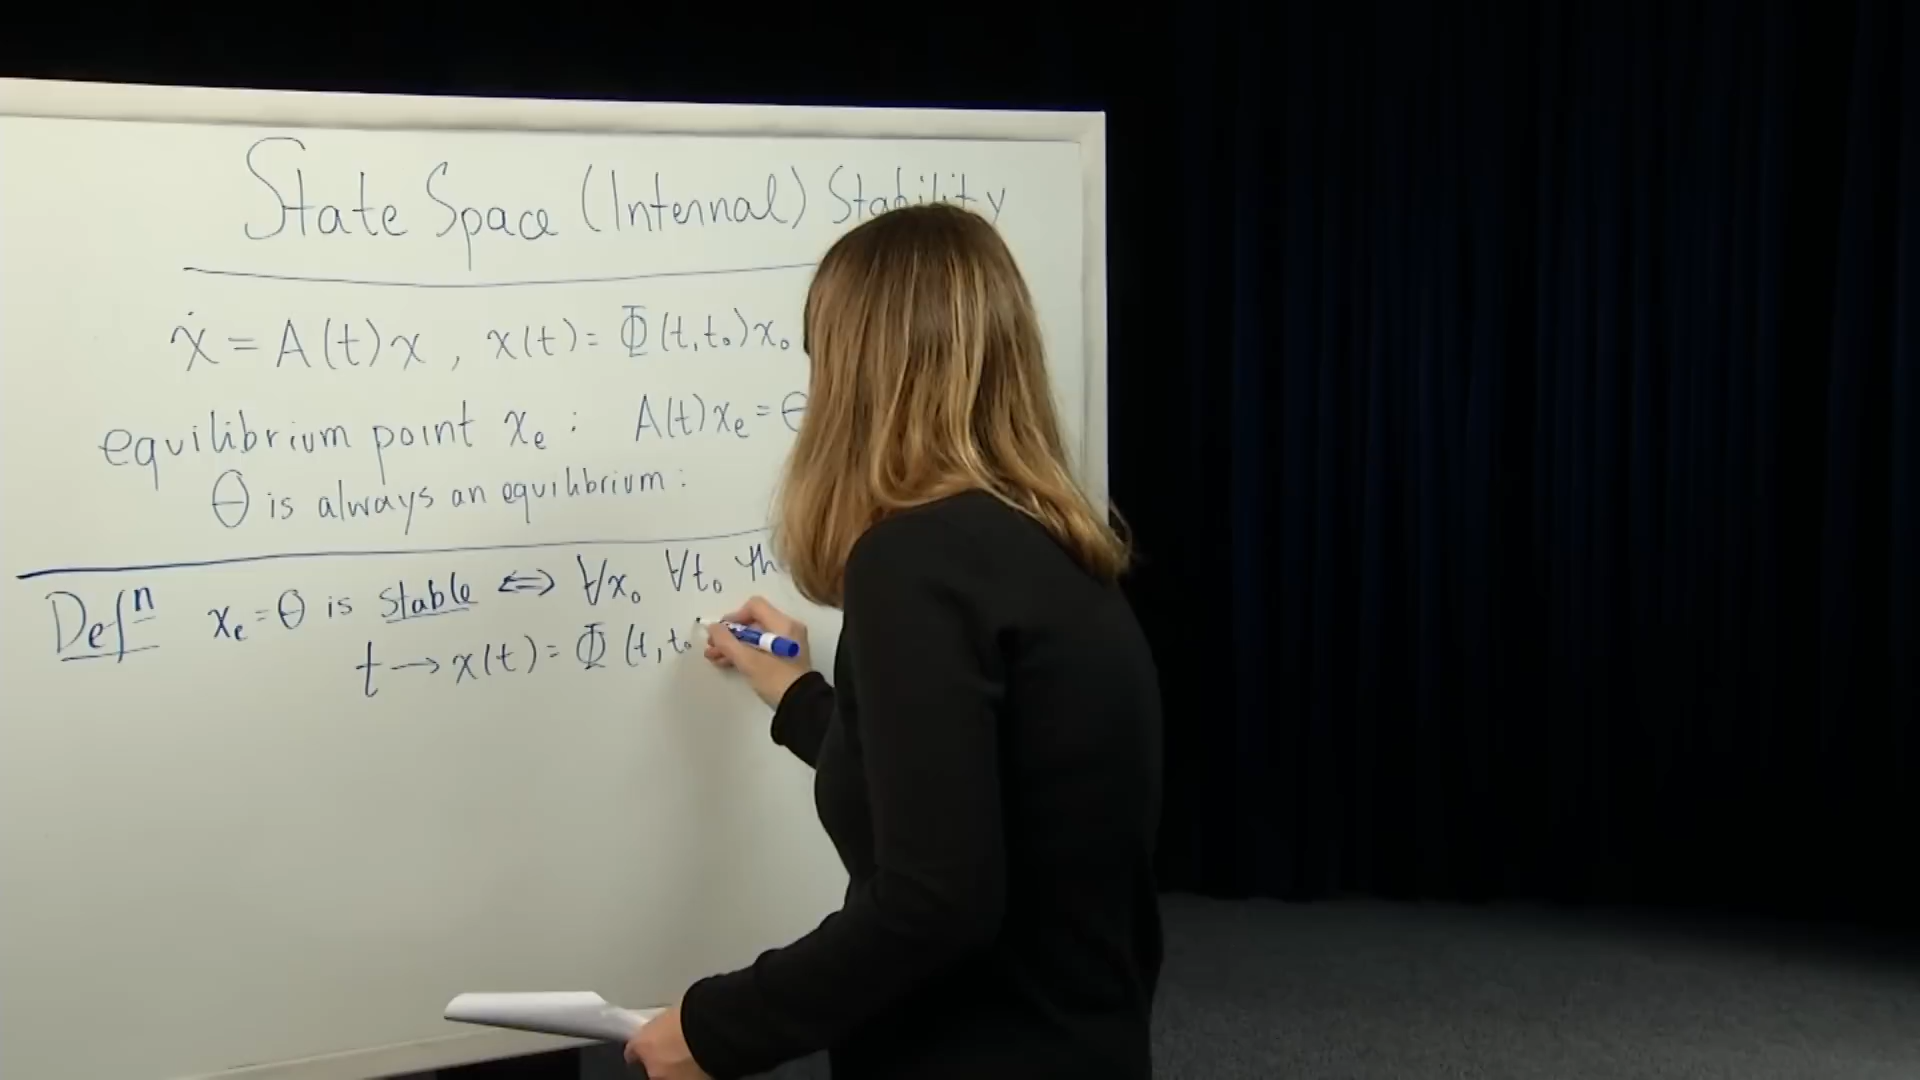 State Space (Internal) Stability
ẋ = A(t)x , x(t) = Φ(t,t₀)x₀
equilibrium point xₑ : A(t)xₑ = θ
θ is always an equilibrium :
Defⁿ xₑ = θ is stable ⇔ ∀x₀ ∀t₀
t → x(t) = Φ(t,t₀